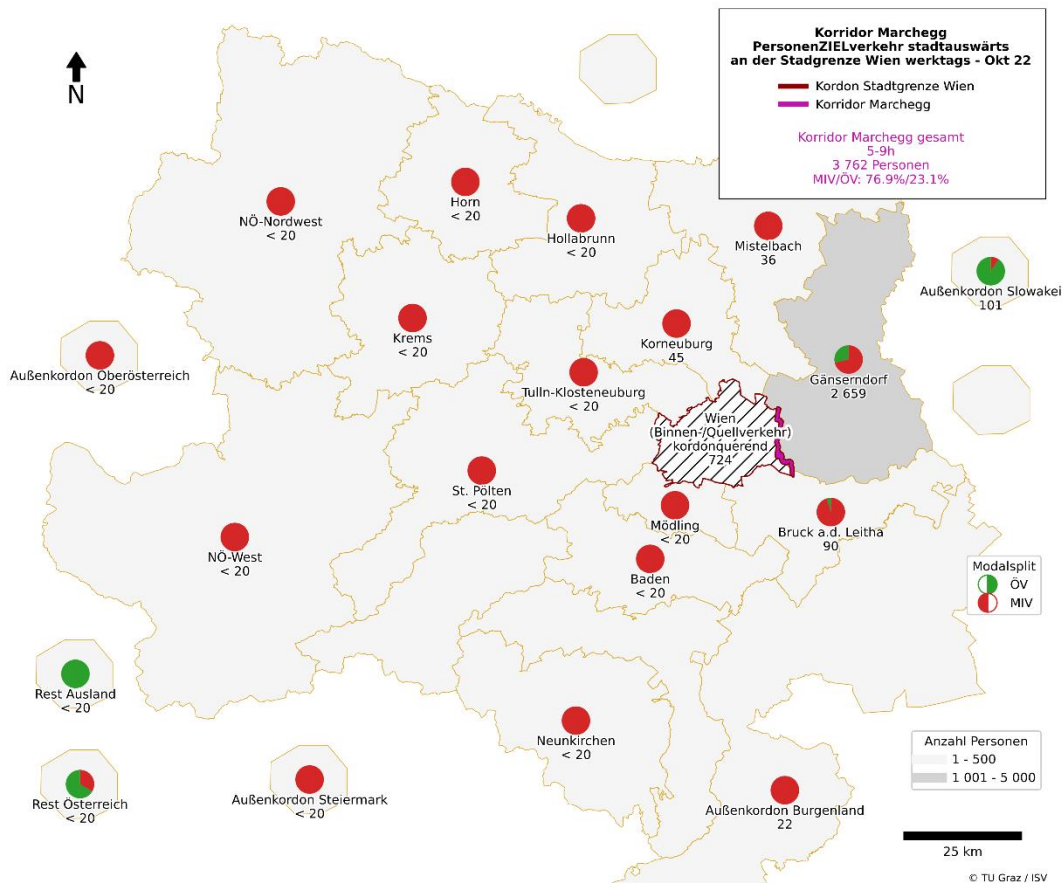 Korridor Marchegg
PersonenZIELverkehr stadtauswärts
an der Stadgrenze Wien werktags - Okt 22
Kordon Stadtgrenze Wien
Korridor Marchegg
Korridor Marchegg gesamt
5-9h
3 762 Personen
MIV/ÖV: 76.9%/23.1%
N
NÖ-Nordwest
< 20
Horn
< 20
Hollabrunn
< 20
Mistelbach
36
Außenkordon Slowakei
101
Krems
< 20
Korneuburg
45
Außenkordon Oberösterreich
< 20
Tulln-Klosteneuburg
< 20
Gänserndorf
2 659
Wien
(Binnen-/Quellverkehr)
kordonquerend
724
St. Pölten
< 20
Mödling
< 20
Bruck a.d. Leitha
90
NÖ-West
< 20
Baden
< 20
Modalsplit
ÖV
MIV
Rest Ausland
< 20
Neunkirchen
< 20
Rest Österreich
< 20
Außenkordon Steiermark
< 20
Außenkordon Burgenland
22
Anzahl Personen
1 - 500
1 001 - 5 000
25 km
© TU Graz / ISV